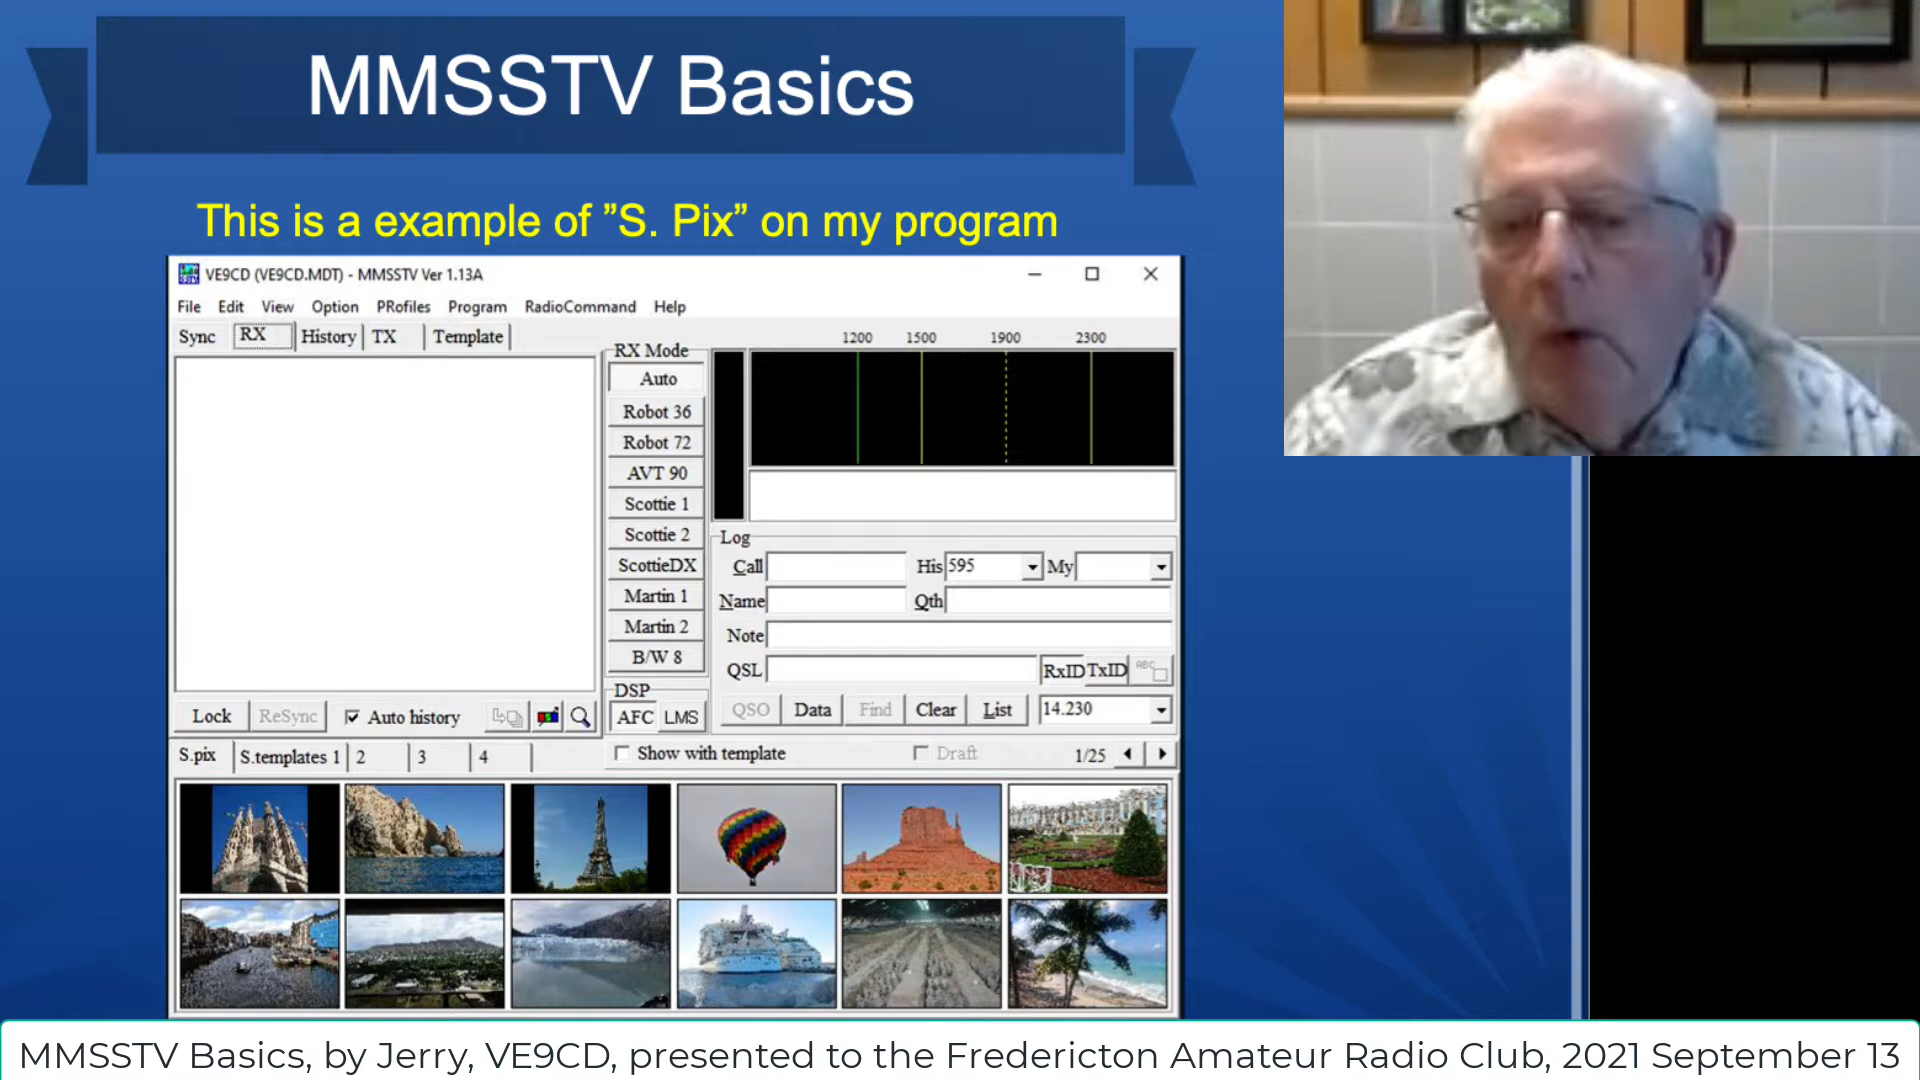 MMSSTV Basics
This is a example of ”S. Pix” on my program
VE9CD (VE9CD.MDT) - MMSSTV Ver 1.13A
File Edit View Option PRofiles Program RadioCommand Help
Sync RX History TX Template
RX Mode
Auto
Robot 36
Robot 72
AVT 90
Scottie 1
Scottie 2
ScottieDX
Martin 1
Martin 2
B/W 8
DSP
AFC LMS
1200 1500 1900 2300
Log
Call His 595 My
Name Qth
Note
QSL RxID TxID ABC
QSO Data Find Clear List 14.230
Lock ReSync Auto history
S.pix S.templates 1 2 3 4 Show with template Draft 1/25
MMSSTV Basics, by Jerry, VE9CD, presented to the Fredericton Amateur Radio Club, 2021 September 13